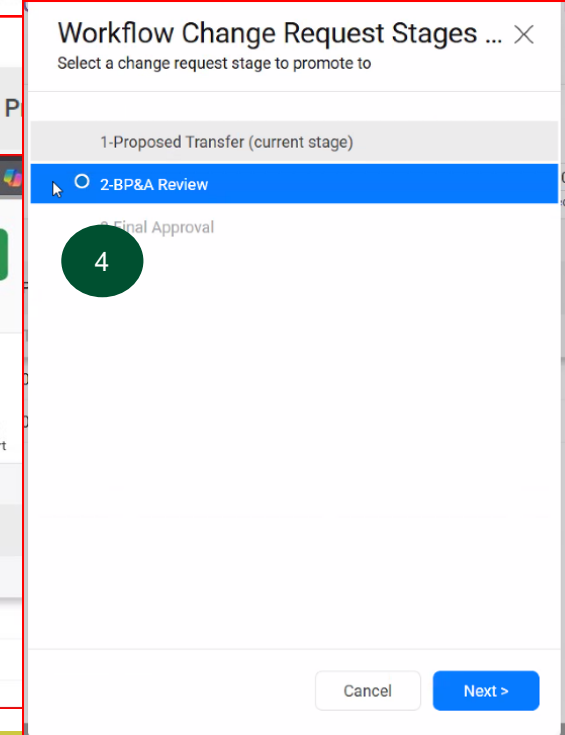 Workflow Change Request Stages ...
Select a change request stage to promote to
1-Proposed Transfer (current stage)
2-BP&A Review
Final Approval
4
Cancel
Next >